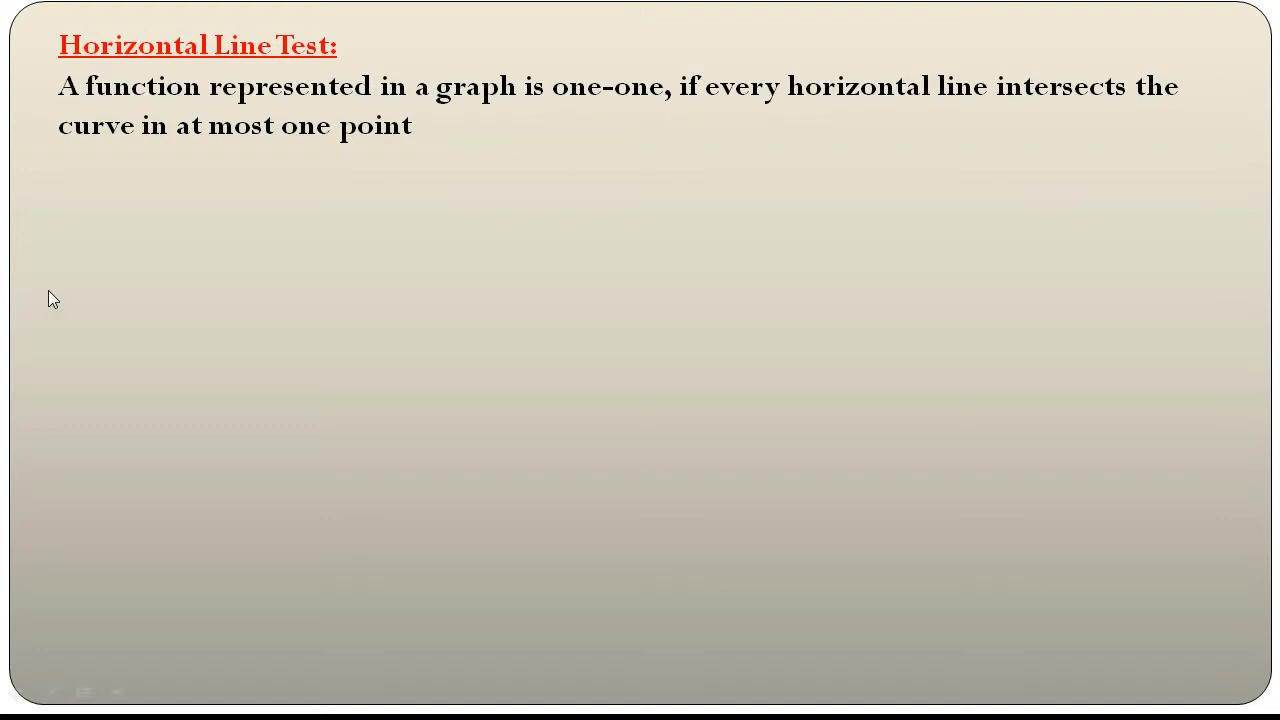 Horizontal Line Test:
A function represented in a graph is one-one, if every horizontal line intersects the
curve in at most one point